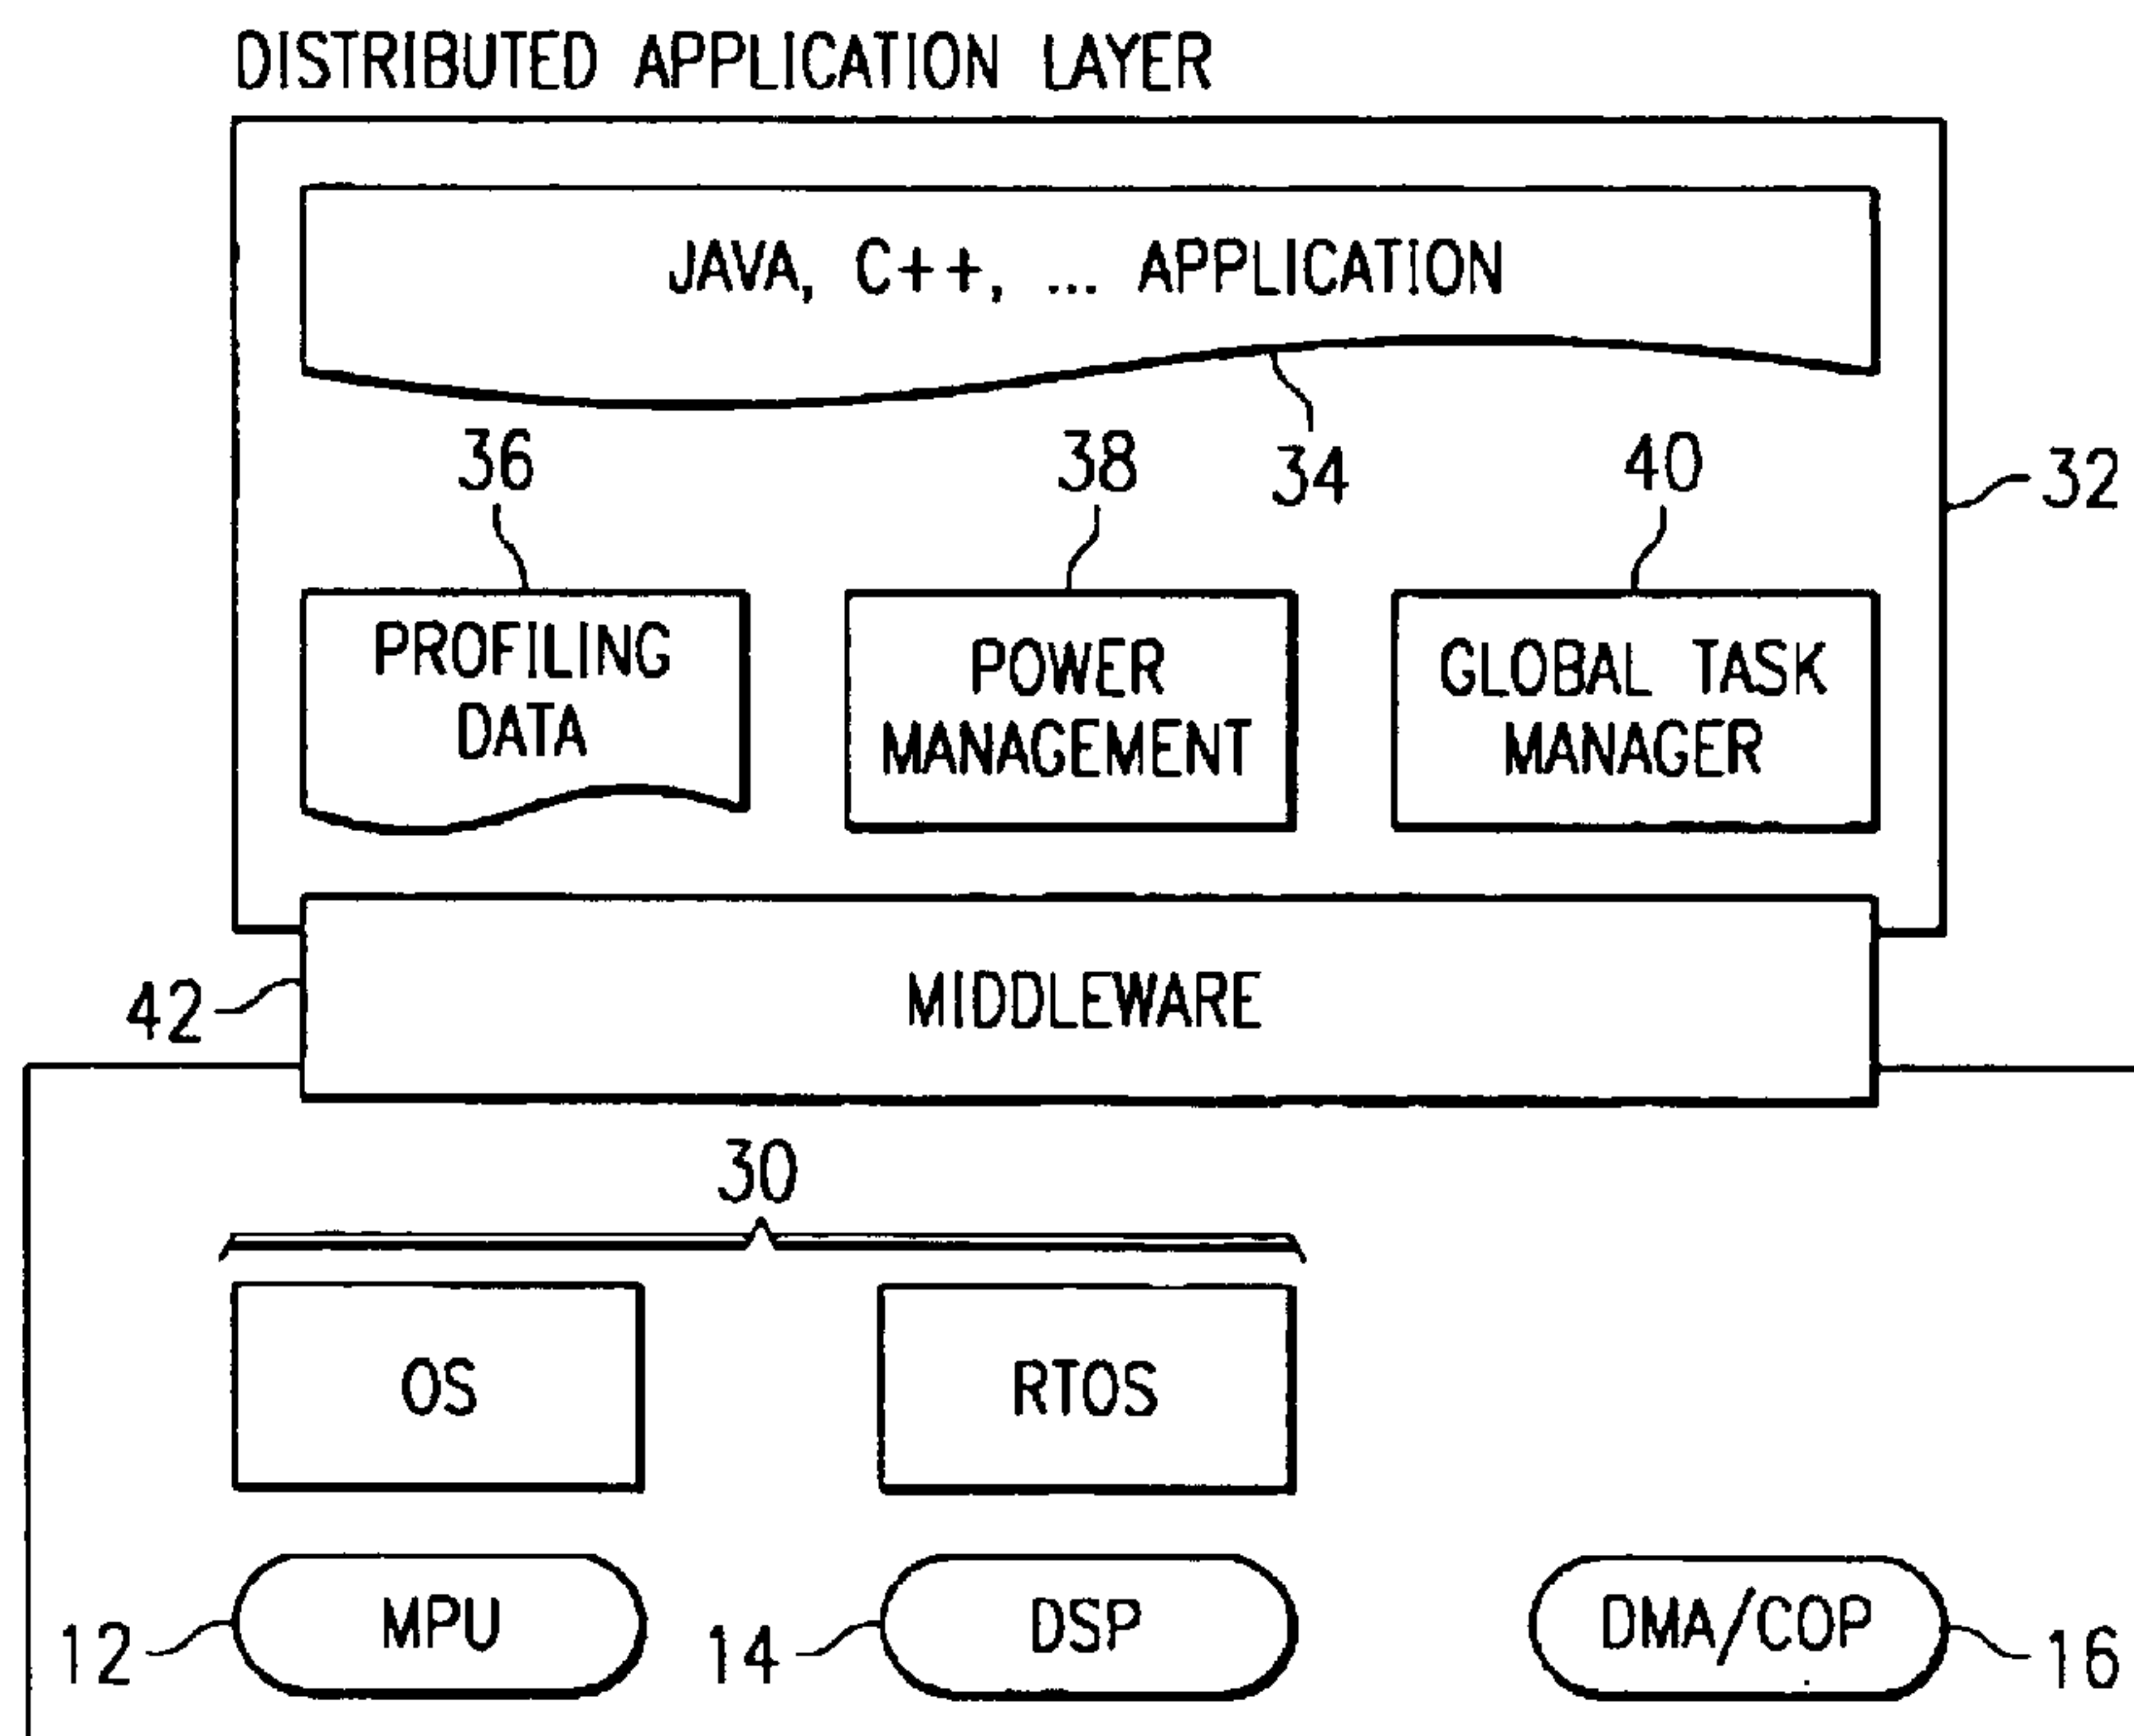 DISTRIBUTED APPLICATION LAYER
JAVA, C++, ... APPLICATION
36
38
34
40
32
PROFILING
DATA
POWER
MANAGEMENT
GLOBAL TASK
MANAGER
42
MIDDLEWARE
30
OS
RTOS
12
MPU
14
DSP
DMA/COP
16